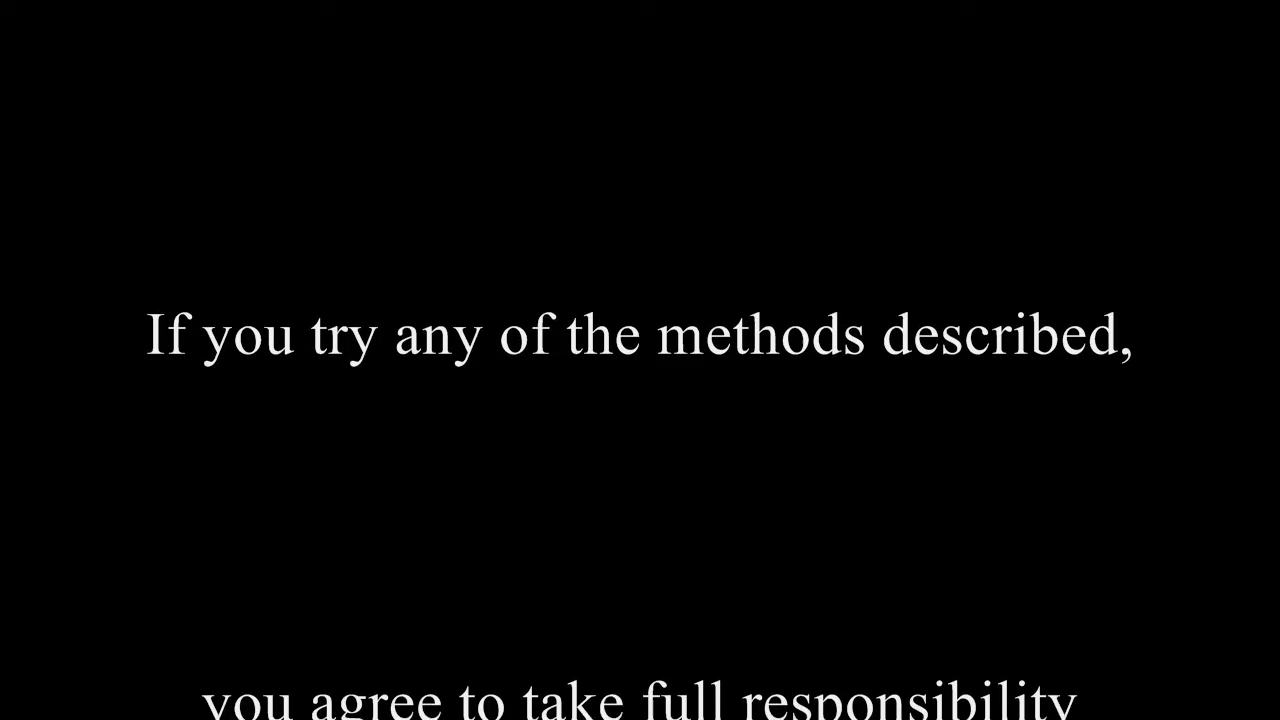 If you try any of the methods described,
you agree to take full responsibility